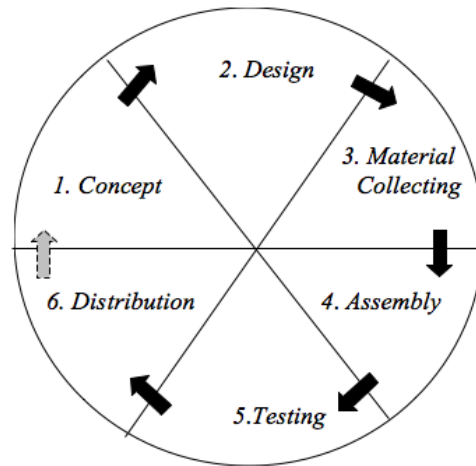 1. Concept
2. Design
3. Material
Collecting
4. Assembly
5.Testing
6. Distribution